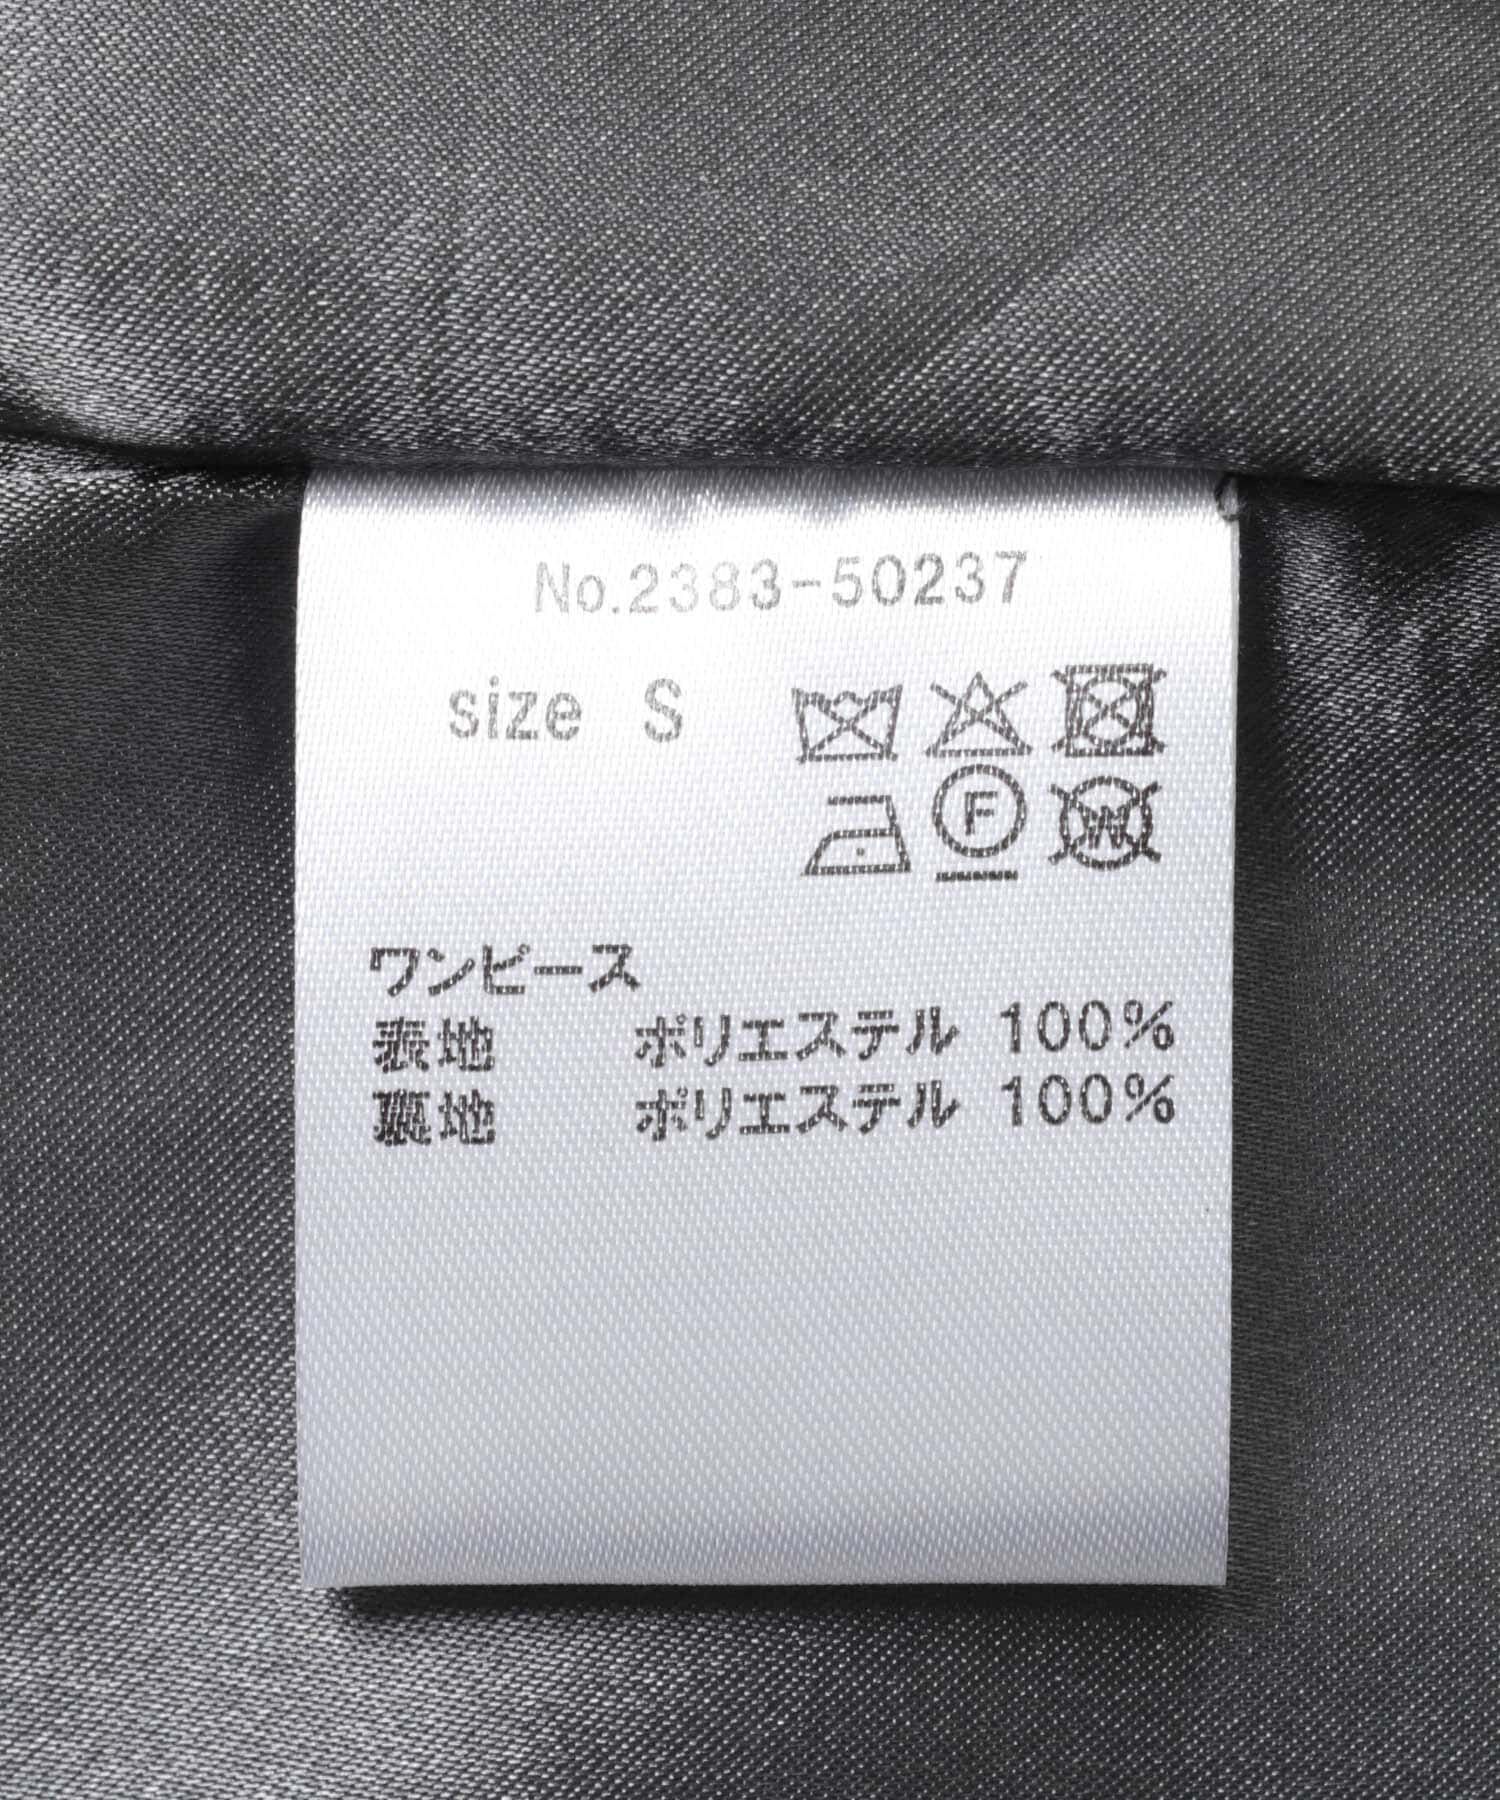 No.2383-50237
size S
F W
ワンピース
表地 ポリエステル 100%
裏地 ポリエステル 100%